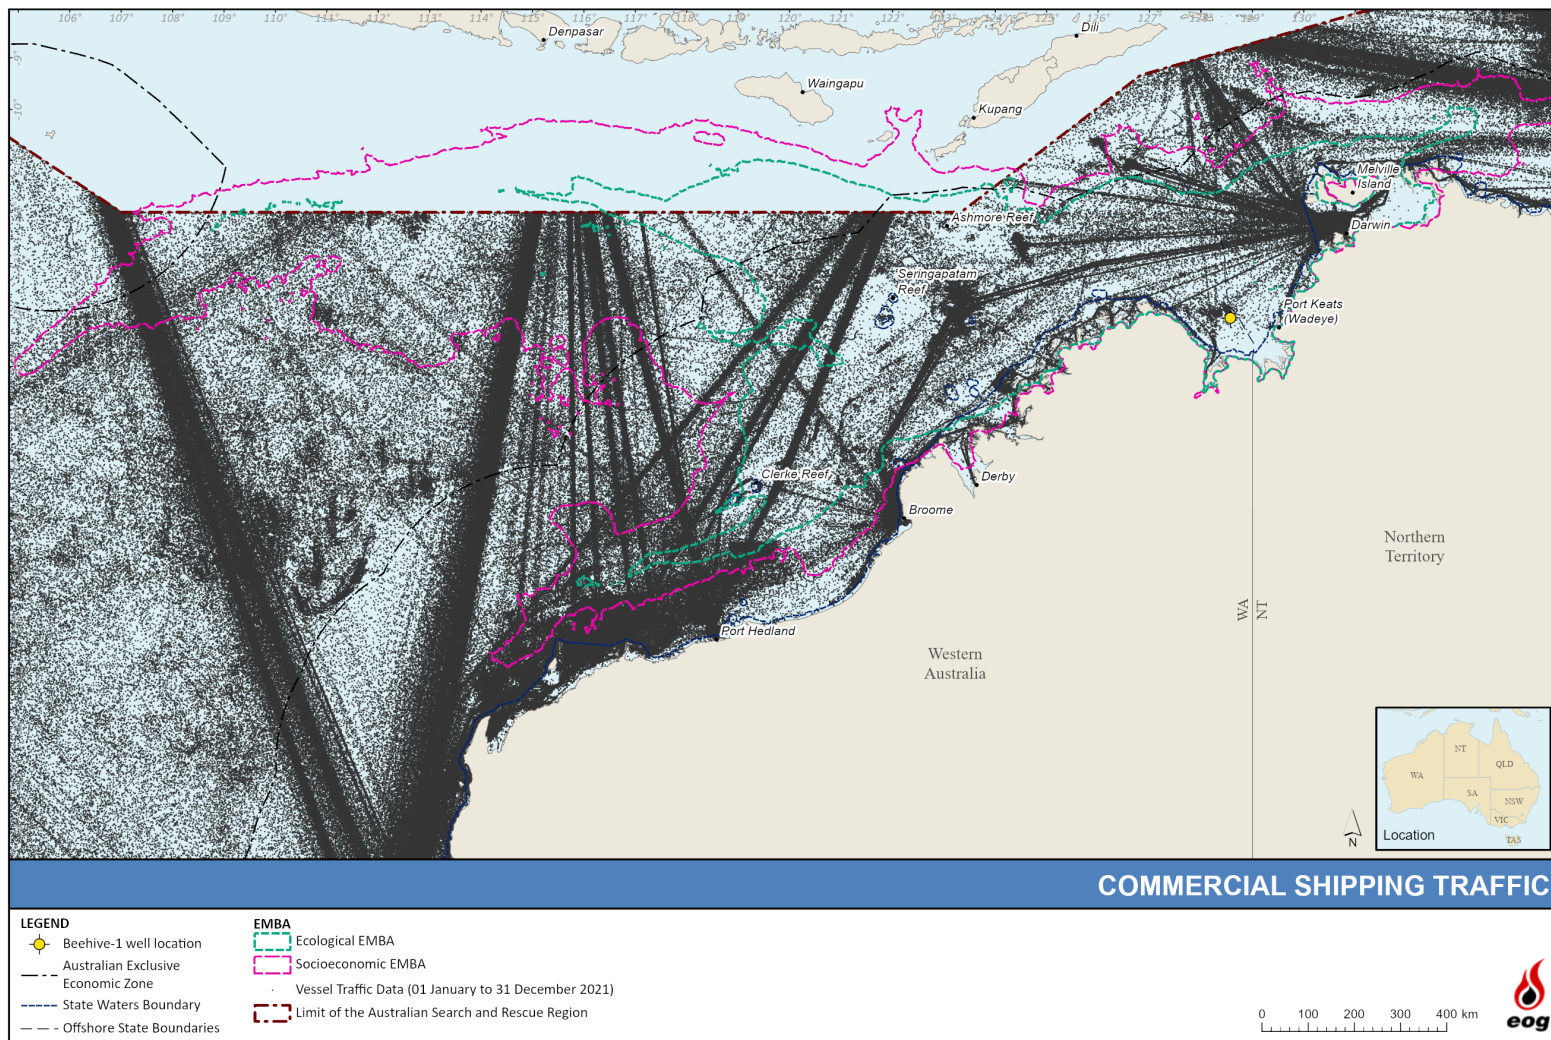 105° 106° 107° 108° 109° 110° 111° 112° 113° 114° 115° 116° 117° 118° 119° 120° 121° 122° 123° 124° 125° 126° 127° 128° 129° 130°
-9°
-10°
Denpasar
Dili
Waingapu
Kupang
Melville
Island
Ashmore Reef
Darwin
Seringapatam
Reef
Port Keats
(Wadeye)
Clerke Reef
Derby
Broome
Northern
Territory
WA
NT
Port Hedland
Western
Australia
NT
WA
QLD
SA
NSW
VIC
TAS
Location
N
COMMERCIAL SHIPPING TRAFFIC
LEGEND
Beehive-1 well location
Australian Exclusive
Economic Zone
State Waters Boundary
Offshore State Boundaries
EMBA
Ecological EMBA
Socioeconomic EMBA
Vessel Traffic Data (01 January to 31 December 2021)
Limit of the Australian Search and Rescue Region
0 100 200 300 400 km
eog